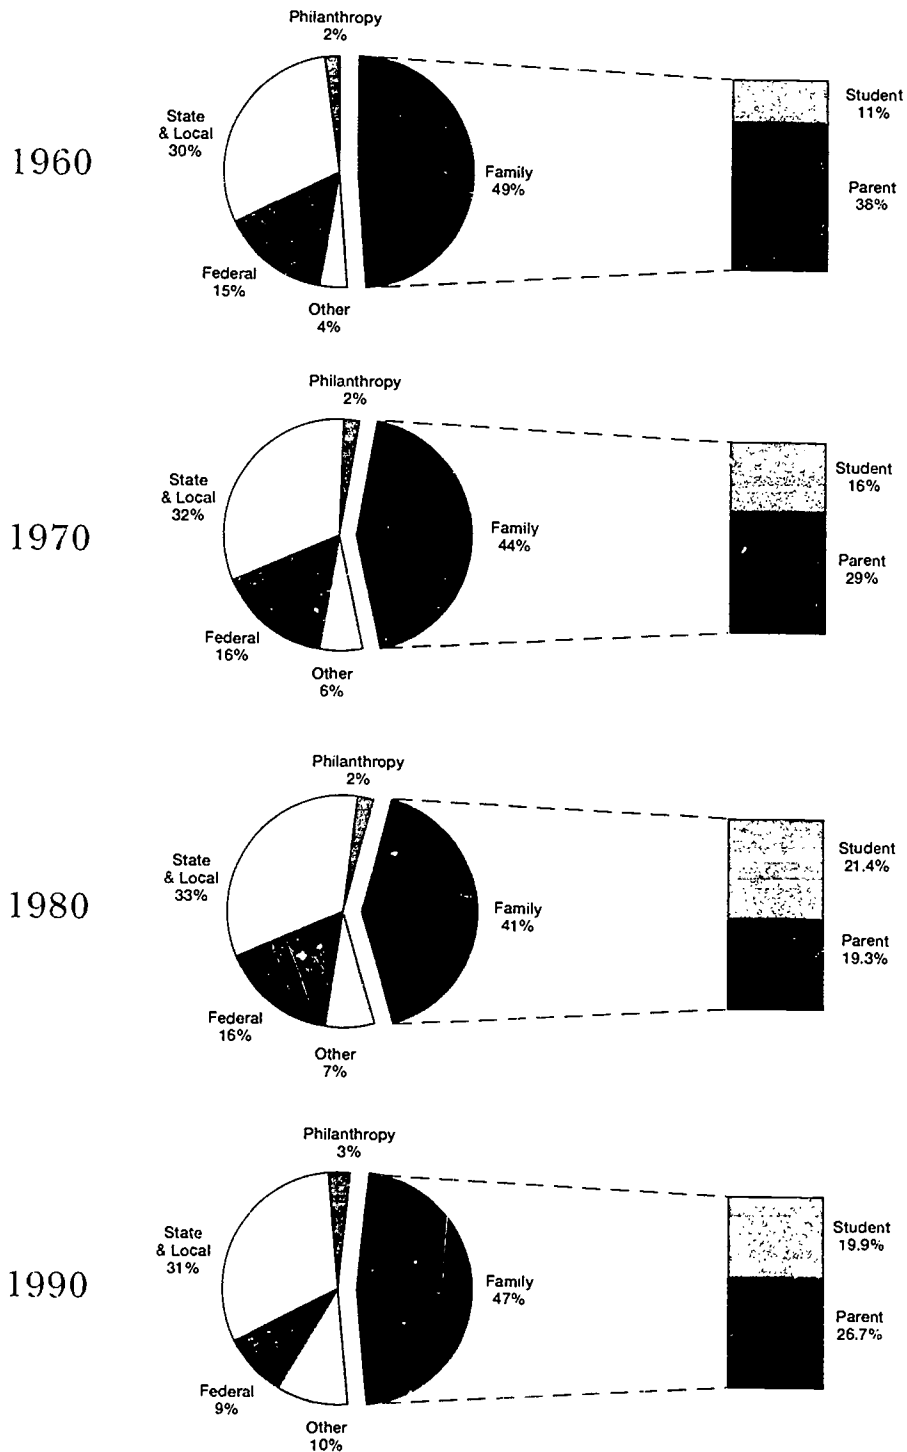 1960
Philanthropy
2%
State
& Local
30%
Federal
15%
Other
4%
Family
49%
Student
11%
Parent
38%
1970
Philanthropy
2%
State
& Local
32%
Federal
16%
Other
6%
Family
44%
Student
16%
Parent
29%
1980
Philanthropy
2%
State
& Local
33%
Federal
16%
Other
7%
Family
41%
Student
21.4%
Parent
19.3%
1990
Philanthropy
3%
State
& Local
31%
Federal
9%
Other
10%
Family
47%
Student
19.9%
Parent
26.7%